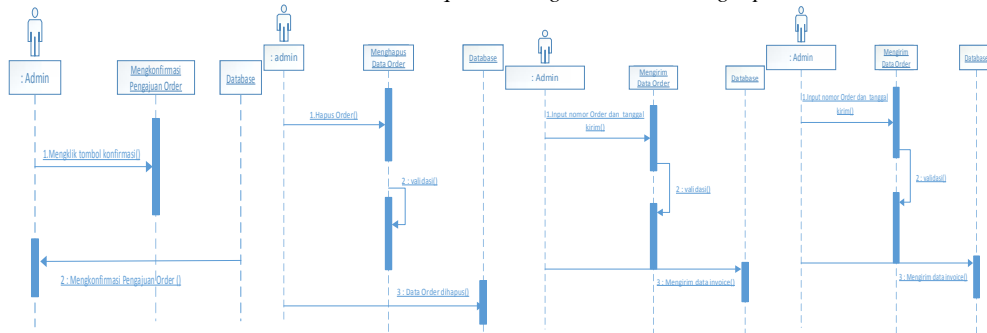 : Admin
Mengkonfirmasi
Pengajuan Order
Database
1.Mengklik tombol konfirmasi()
2 : Mengkonfirmasi Pengajuan Order ()
: admin
Menghapus
Data Order
Database
1.Hapus Order()
2 : validasi()
3 : Data Order dihapus()
: Admin
Mengirim
Data Order
Database
1.Input nomor Order dan tanggal
kirim()
2 : validasi()
3 : Mengirim data invoice()
: Admin
Mengirim
Data Order
Database
1.Input nomor Order dan tanggal
kirim()
2 : validasi()
3 : Mengirim data invoice()